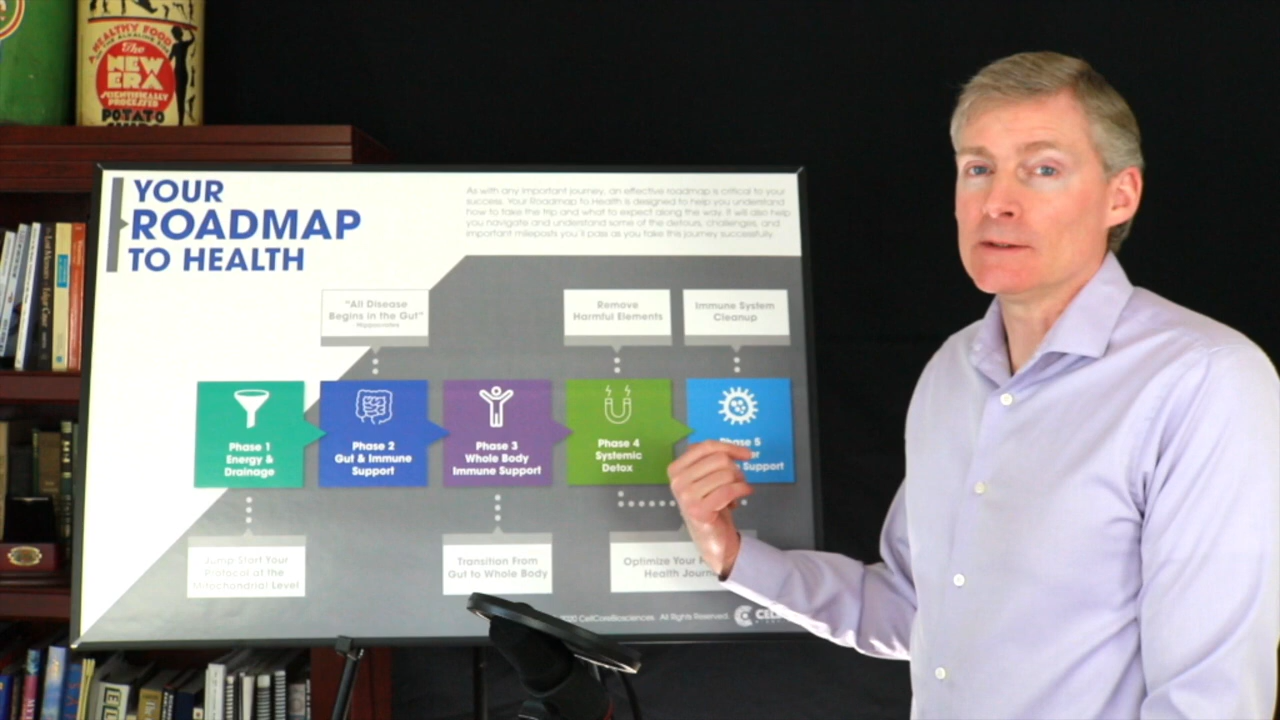 A HEALTHY FOOD
The
NEW
ERA
SCIENTIFICALLY
PROCESSED
POTATO
YOUR
ROADMAP
TO HEALTH
As with any important journey, an effective roadmap is critical to your
success. Your Roadmap to Health is designed to help you understand
how to take the trip and what to expect along the way. It will also help
you navigate and understand some of the detours, challenges, and
important mileposts you'll pass as you take this journey successfully.
"All Disease
Begins in the Gut"
Hippocrates
Remove
Harmful Elements
Immune System
Cleanup
Phase 1
Energy &
Drainage
Phase 2
Gut & Immune
Support
Phase 3
Whole Body
Immune Support
Phase 4
Systemic
Detox
Phase 5
Support
Jump Start Your
Protocol at the
Mitochondrial Level
Transition From
Gut to Whole Body
Optimize Your
Health
2020 CellCoreBiosciences. All Rights Reserved.